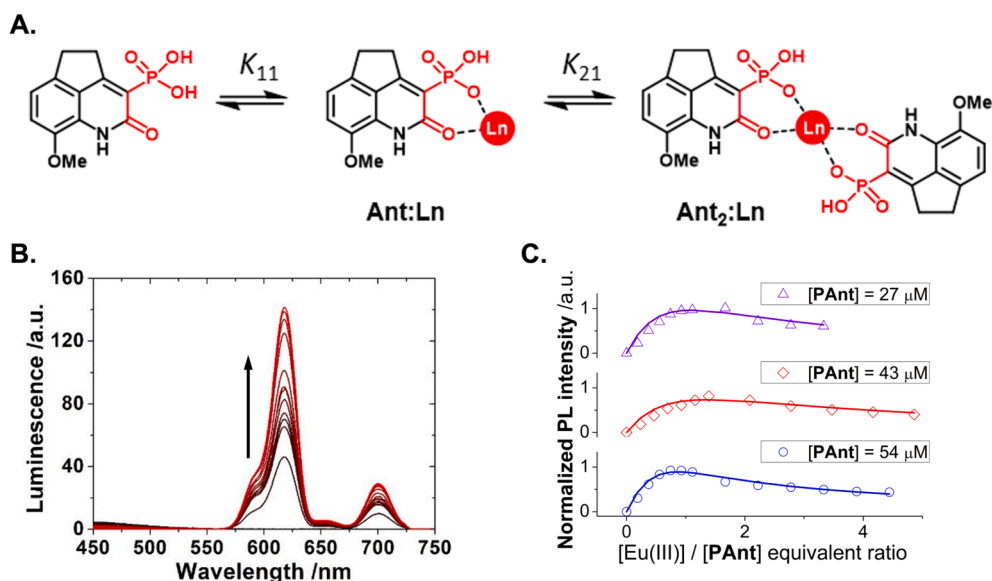 A.
O
P
OH
OH
O
N
H
OMe
K11
O
P
OH
O
O
N
H
OMe
Ln
Ant:Ln
K21
O
P
OH
O
O
N
H
OMe
Ln
O
H
N
OMe
O
P
HO
O
Ant2:Ln
B.
Luminescence /a.u.
160
120
80
40
0
450 500 550 600 650 700 750
Wavelength /nm
C.
Normalized PL intensity /a.u.
[PAnt] = 27 μM
1
0
[PAnt] = 43 μM
1
0
[PAnt] = 54 μM
1
0
0 2 4
[Eu(III)] / [PAnt] equivalent ratio